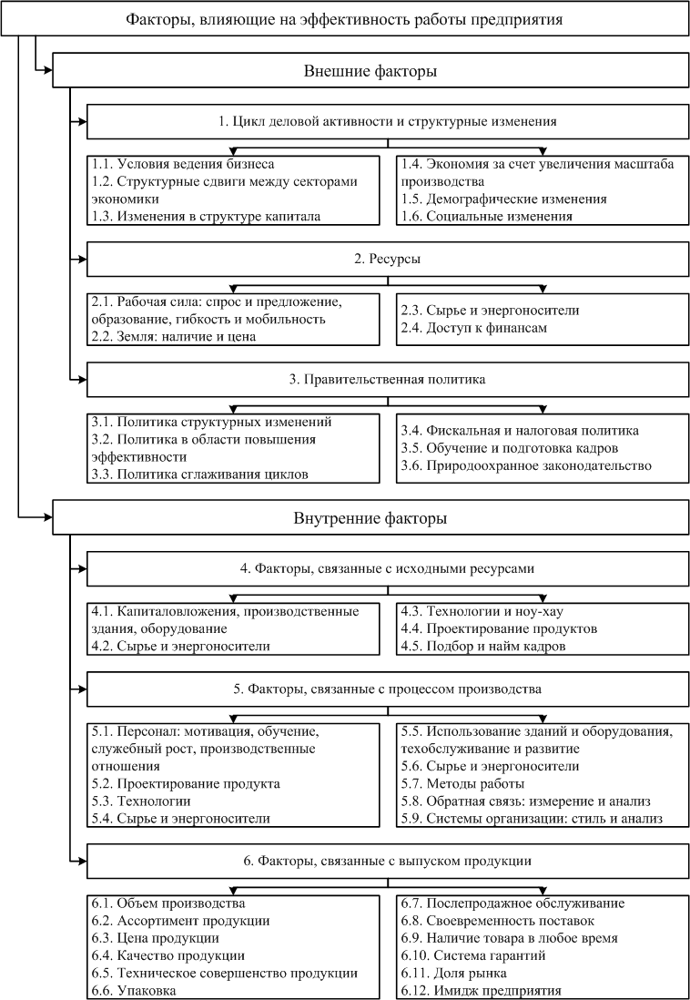 Факторы, влияющие на эффективность работы предприятия
Внешние факторы
1. Цикл деловой активности и структурные изменения
1.1. Условия ведения бизнеса
1.2. Структурные сдвиги между секторами
экономики
1.3. Изменения в структуре капитала
1.4. Экономия за счет увеличения масштаба
производства
1.5. Демографические изменения
1.6. Социальные изменения
2. Ресурсы
2.1. Рабочая сила: спрос и предложение,
образование, гибкость и мобильность
2.2. Земля: наличие и цена
2.3. Сырье и энергоносители
2.4. Доступ к финансам
3. Правительственная политика
3.1. Политика структурных изменений
3.2. Политика в области повышения
эффективности
3.3. Политика сглаживания циклов
3.4. Фискальная и налоговая политика
3.5. Обучение и подготовка кадров
3.6. Природоохранное законодательство
Внутренние факторы
4. Факторы, связанные с исходными ресурсами
4.1. Капиталовложения, производственные
здания, оборудование
4.2. Сырье и энергоносители
4.3. Технологии и ноу-хау
4.4. Проектирование продуктов
4.5. Подбор и найм кадров
5. Факторы, связанные с процессом производства
5.1. Персонал: мотивация, обучение,
служебный рост, производственные
отношения
5.2. Проектирование продукта
5.3. Технологии
5.4. Сырье и энергоносители
5.5. Использование зданий и оборудования,
техобслуживание и развитие
5.6. Сырье и энергоносители
5.7. Методы работы
5.8. Обратная связь: измерение и анализ
5.9. Системы организации: стиль и анализ
6. Факторы, связанные с выпуском продукции
6.1. Объем производства
6.2. Ассортимент продукции
6.3. Цена продукции
6.4. Качество продукции
6.5. Техническое совершенство продукции
6.6. Упаковка
6.7. Послепродажное обслуживание
6.8. Своевременность поставок
6.9. Наличие товара в любое время
6.10. Система гарантий
6.11. Доля рынка
6.12. Имидж предприятия